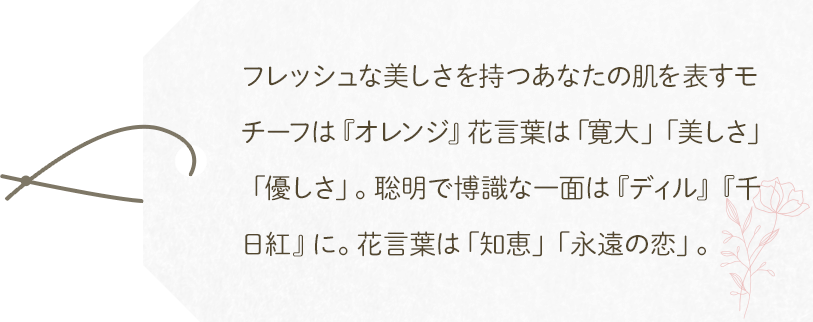 フレッシュな美しさを持つあなたの肌を表すモ
チーフは『オレンジ』花言葉は「寛大」「美しさ」
「優しさ」。聡明で博識な一面は『ディル』『千
日紅』に。花言葉は「知恵」「永遠の恋」。